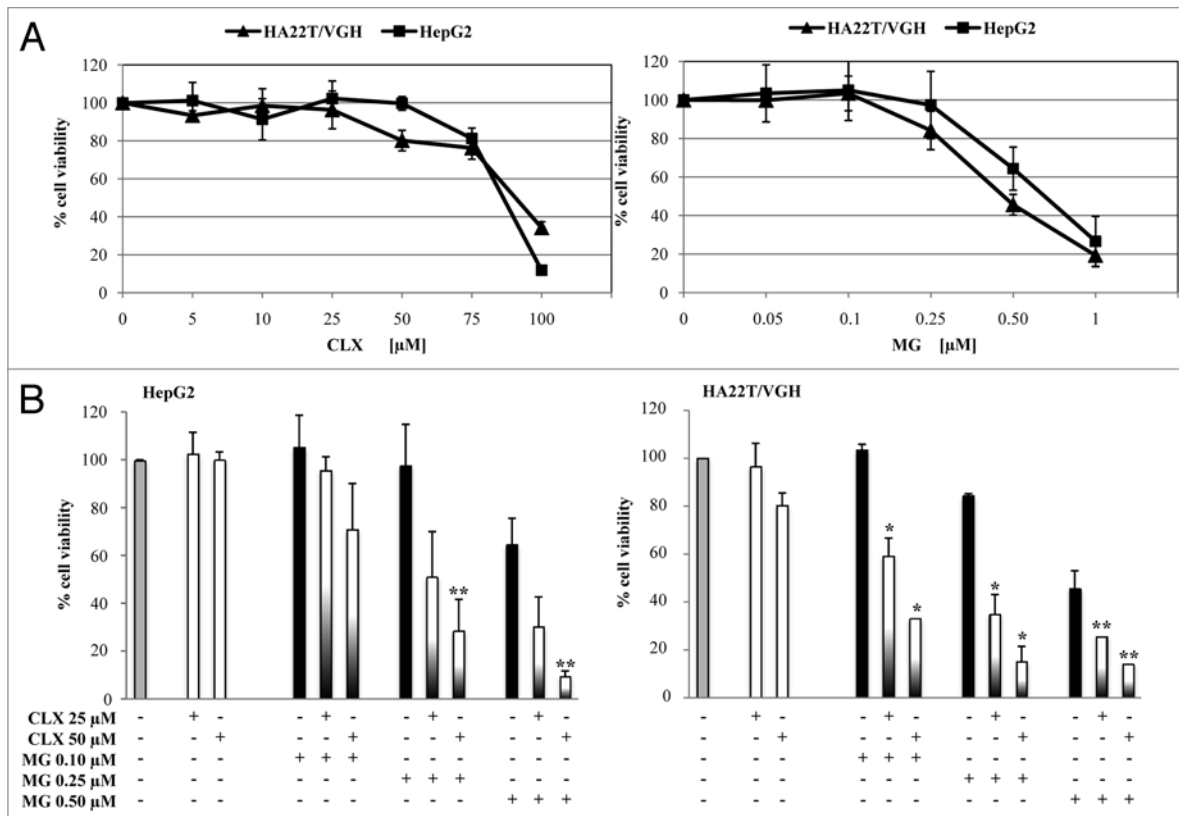 A
HA22T/VGH HepG2
120
100
80
60
40
20
0
% cell viability
0 5 10 25 50 75 100
CLX [µM]
HA22T/VGH HepG2
120
100
80
60
40
20
0
% cell viability
0 0.05 0.1 0.25 0.50 1
MG [µM]
B
HepG2
120
100
80
60
40
20
0
% cell viability
**
**
HA22T/VGH
120
100
80
60
40
20
0
% cell viability
*
*
*
*
**
**
CLX 25 µM - + - - + - - + - - + - - + - - + - - + - - + -
CLX 50 µM - - + - - + - - + - - + - - + - - + - - + - - +
MG 0.10 µM - - - + + + - - - - - - - - - + + + - - - - - -
MG 0.25 µM - - - - - - + + + - - - - - - - - - + + + - - -
MG 0.50 µM - - - - - - - - - + + + - - - - - - - - - + + +